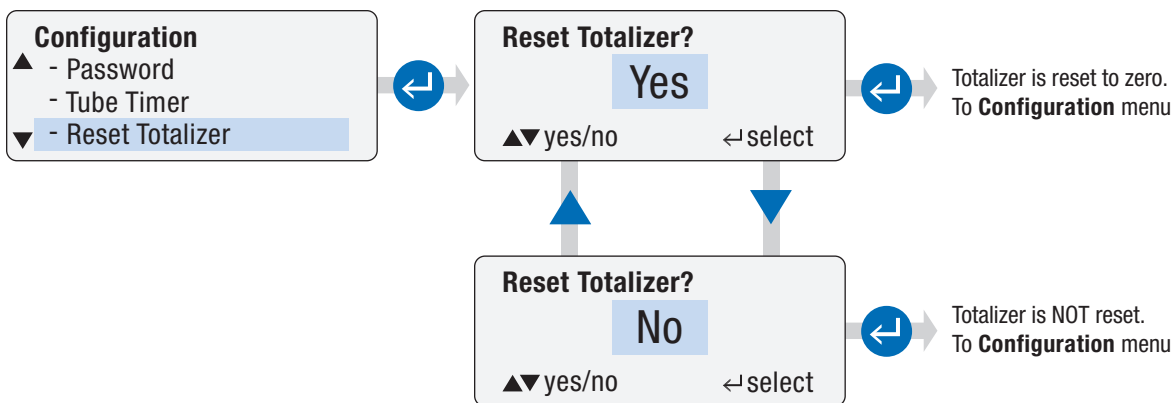 Configuration
- Password
- Tube Timer
- Reset Totalizer
Reset Totalizer?
Yes
▲▼ yes/no ↵ select
Totalizer is reset to zero.
To Configuration menu
Reset Totalizer?
No
▲▼ yes/no ↵ select
Totalizer is NOT reset.
To Configuration menu